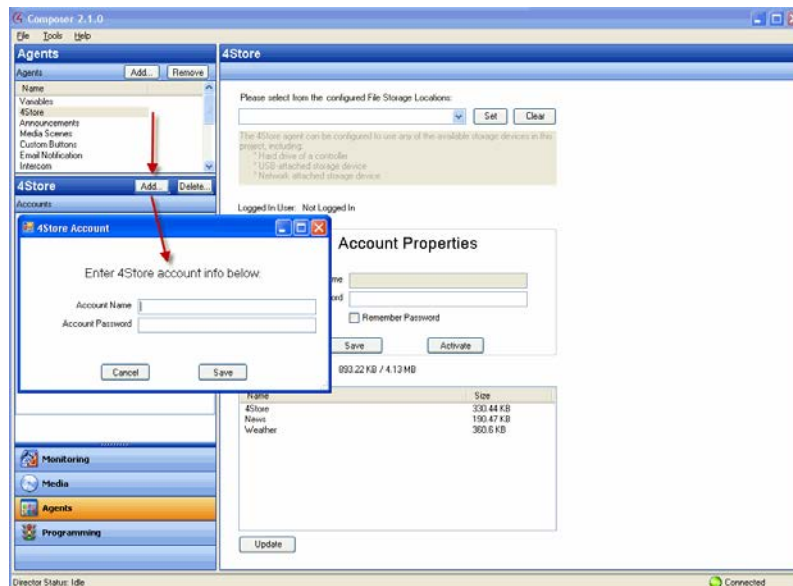 Composer 2.1.0
File Tools Help
Agents
Agents Add... Remove
Name
Variables
4Store
Announcements
Media Scenes
Custom Buttons
Email Notification
Intercom
4Store Add... Delete...
Accounts
4Store Account
Enter 4Store account info below.
Account Name
Account Password
Cancel Save
Monitoring
Media
Agents
Programming
4Store
Please select from the configured File Storage Locations:
Set Clear
The 4Store agent can be configured to use any of the available storage devices in this
project, including:
* Hard drive of a controller
* USB attached storage device
* Network attached storage device
Logged In User: Not Logged In
Account Properties
me
ord
Remember Password
Save Activate
893.22 KB / 4.13 MB
Name Size
4Store 330.44 KB
News 190.47 KB
Weather 360.6 KB
Update
Director Status: Idle Connected